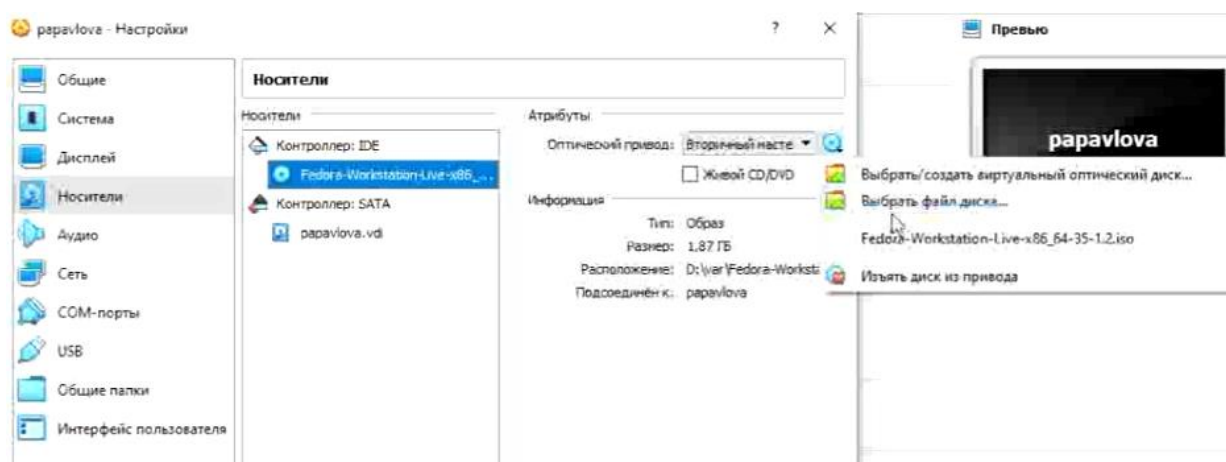 papavlova - Настройки
? ×
Общие
Система
Дисплей
Носители
Аудио
Сеть
COM-порты
USB
Общие папки
Интерфейс пользователя
Носители
Носители
Контроллер: IDE
Fedora-Workstation-Live-x86_...
Контроллер: SATA
papavlova.vdi
Атрибуты
Оптический привод: Вторичный масте
Живой CD/DVD
Информация
Тип: Образ
Размер: 1,87 ГБ
Расположение: D:\var\Fedora-Worksta
Подсоединён к: papavlova
Превью
papavlova
Выбрать/создать виртуальный оптический диск...
Выбрать файл диска...
Fedora-Workstation-Live-x86_64-35-1.2.iso
Изъять диск из привода